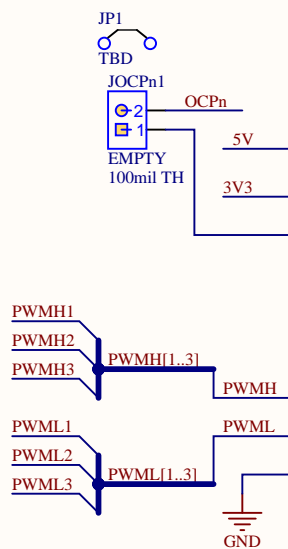 JP1
TBD
JOCPn1
2
OCPn
1
5V
EMPTY
100mil TH
3V3
PWMH1
PWMH2
PWMH3
PWMH[1..3]
PWMH
PWML1
PWML
PWML2
PWML[1..3]
PWML3
GND